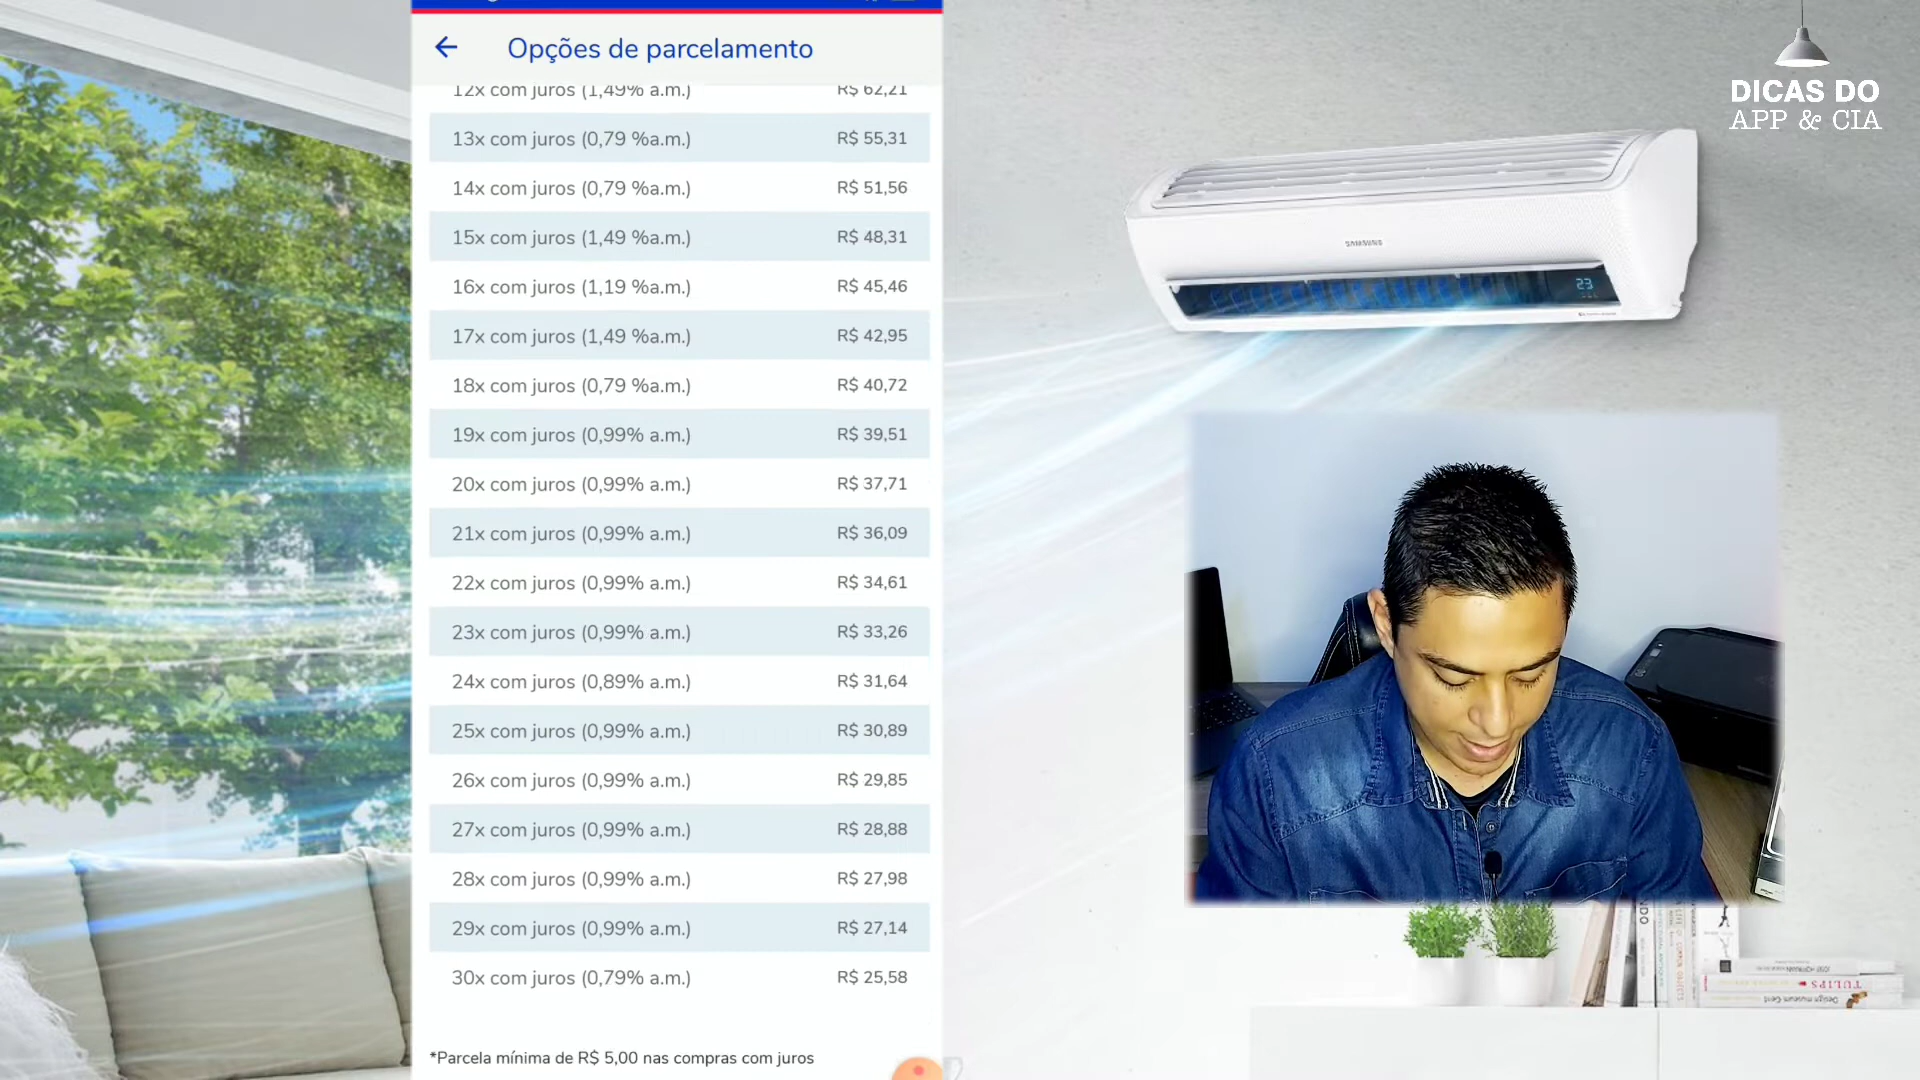 Opções de parcelamento
12x com juros (1,49% a.m.) R$ 62,21
13x com juros (0,79 %a.m.) R$ 55,31
14x com juros (0,79 %a.m.) R$ 51,56
15x com juros (1,49 %a.m.) R$ 48,31
16x com juros (1,19 %a.m.) R$ 45,46
17x com juros (1,49 %a.m.) R$ 42,95
18x com juros (0,79 %a.m.) R$ 40,72
19x com juros (0,99% a.m.) R$ 39,51
20x com juros (0,99% a.m.) R$ 37,71
21x com juros (0,99% a.m.) R$ 36,09
22x com juros (0,99% a.m.) R$ 34,61
23x com juros (0,99% a.m.) R$ 33,26
24x com juros (0,89% a.m.) R$ 31,64
25x com juros (0,99% a.m.) R$ 30,89
26x com juros (0,99% a.m.) R$ 29,85
27x com juros (0,99% a.m.) R$ 28,88
28x com juros (0,99% a.m.) R$ 27,98
29x com juros (0,99% a.m.) R$ 27,14
30x com juros (0,79% a.m.) R$ 25,58
*Parcela mínima de R$ 5,00 nas compras com juros
DICAS DO
APP & CIA
SAMSUNG
23
TULIPS
Design museum